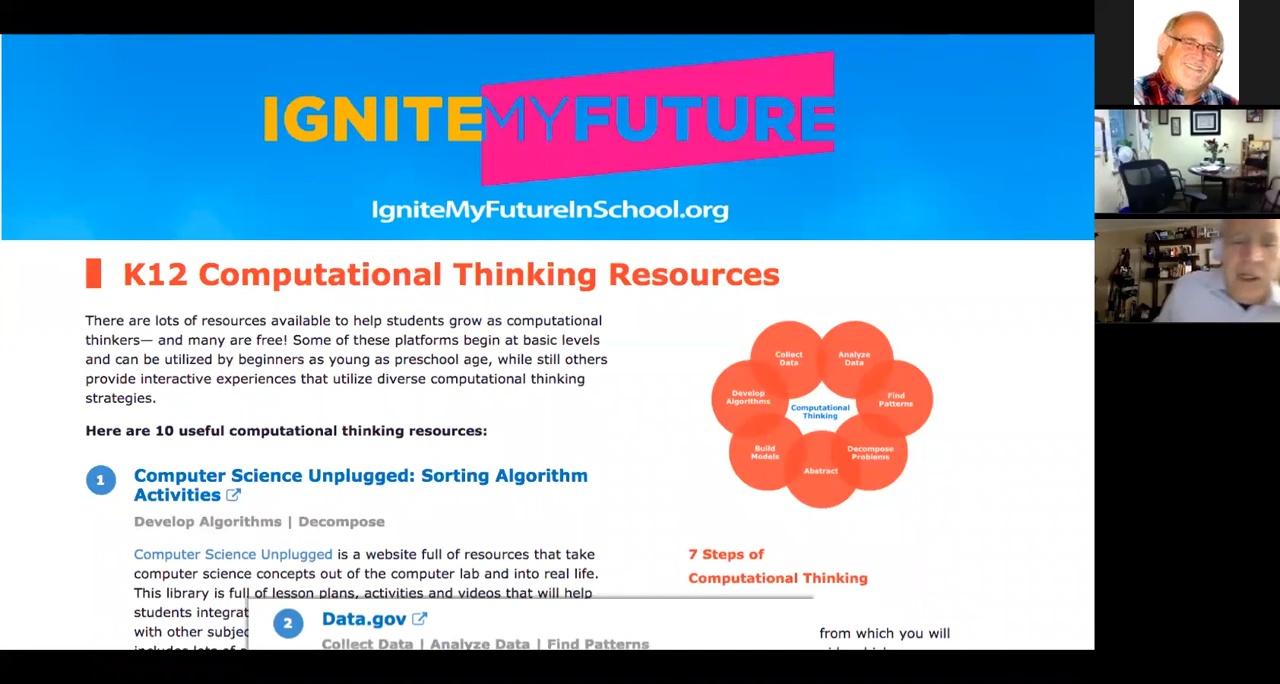 IGNITEMYFUTURE
IgniteMyFutureInSchool.org
K12 Computational Thinking Resources
There are lots of resources available to help students grow as computational
thinkers— and many are free! Some of these platforms begin at basic levels
and can be utilized by beginners as young as preschool age, while still others
provide interactive experiences that utilize diverse computational thinking
strategies.
Here are 10 useful computational thinking resources:
1 Computer Science Unplugged: Sorting Algorithm
Activities
Develop Algorithms | Decompose
Computer Science Unplugged is a website full of resources that take
computer science concepts out of the computer lab and into real life.
This library is full of lesson plans, activities and videos that will help
students integrat
with other subjec
2 Data.gov
Collect Data | Analyze Data | Find Patterns
Collect
Data
Analyze
Data
Find
Patterns
Decompose
Problems
Abstract
Build
Models
Develop
Algorithms
Computational
Thinking
7 Steps of
Computational Thinking
from which you will